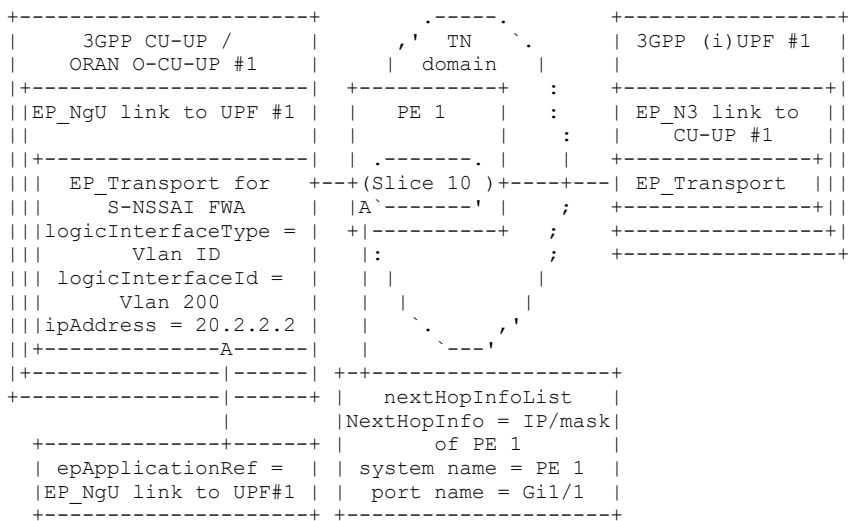 3GPP CU-UP /
ORAN O-CU-UP #1
EP_NgU link to UPF #1
EP_Transport for
S-NSSAI FWA
logicInterfaceType =
Vlan ID
logicInterfaceId =
Vlan 200
ipAddress = 20.2.2.2
A
epApplicationRef =
EP_NgU link to UPF#1
TN
domain
PE 1
(Slice 10 )
A
nextHopInfoList
NextHopInfo = IP/mask
of PE 1
system name = PE 1
port name = Gi1/1
3GPP (i)UPF #1
EP_N3 link to
CU-UP #1
EP_Transport